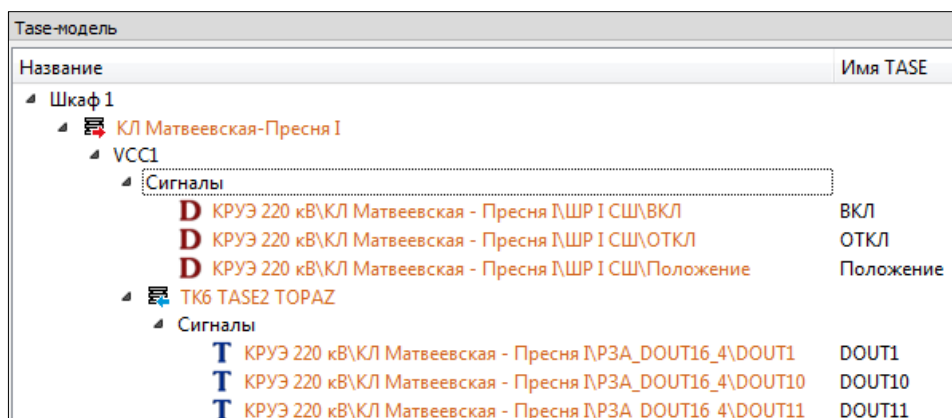 Tase-модель
Название Имя TASE
Шкаф 1
КЛ Матвеевская-Пресня I
VCC1
Сигналы
D КРУЭ 220 кВ\КЛ Матвеевская - Пресня I\ШР I СШ\ВКЛ ВКЛ
D КРУЭ 220 кВ\КЛ Матвеевская - Пресня I\ШР I СШ\ОТКЛ ОТКЛ
D КРУЭ 220 кВ\КЛ Матвеевская - Пресня I\ШР I СШ\Положение Положение
ТК6 TASE2 TOPAZ
Сигналы
T КРУЭ 220 кВ\КЛ Матвеевская - Пресня I\РЗА_DOUT16_4\DOUT1 DOUT1
T КРУЭ 220 кВ\КЛ Матвеевская - Пресня I\РЗА_DOUT16_4\DOUT10 DOUT10
T КРУЭ 220 кВ\КЛ Матвеевская - Пресня I\РЗА_DOUT16_4\DOUT11 DOUT11